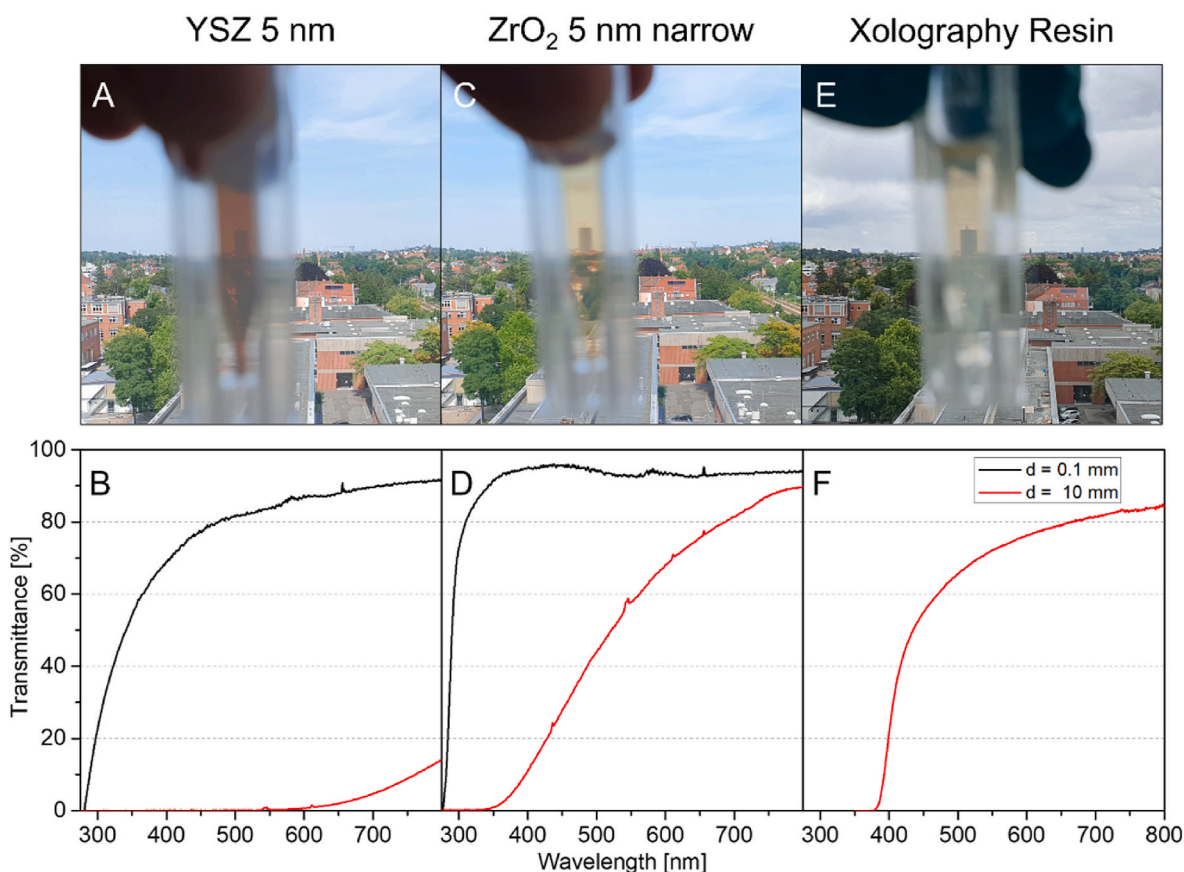 YSZ 5 nm
ZrO₂ 5 nm narrow
Xolography Resin
A
C
E
100
80
60
40
20
0
Transmittance [%]
B
D
F
d = 0.1 mm
d = 10 mm
300 400 500 600 700
300 400 500 600 700
300 400 500 600 700 800
Wavelength [nm]